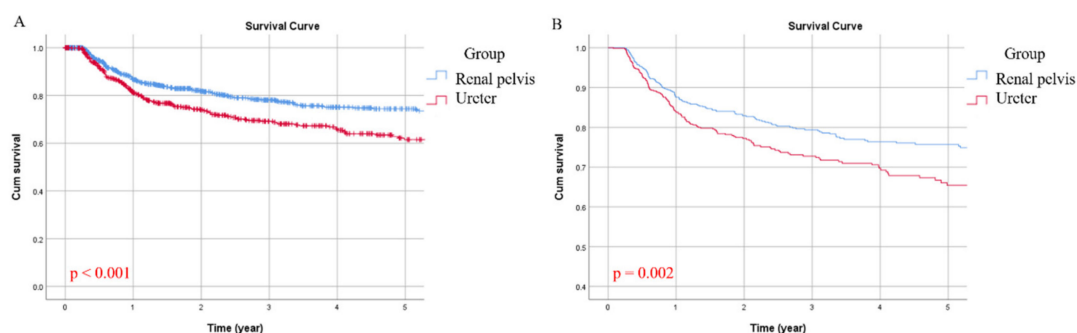 A
Survival Curve
Group
Renal pelvis
Ureter
Cum survival
1.0
0.8
0.6
0.4
0.2
0.0
p < 0.001
0 1 2 3 4 5
Time (year)
B
Survival Curve
Group
Renal pelvis
Ureter
Cum survival
1.0
0.9
0.8
0.7
0.6
0.5
0.4
p = 0.002
0 1 2 3 4 5
Time (year)